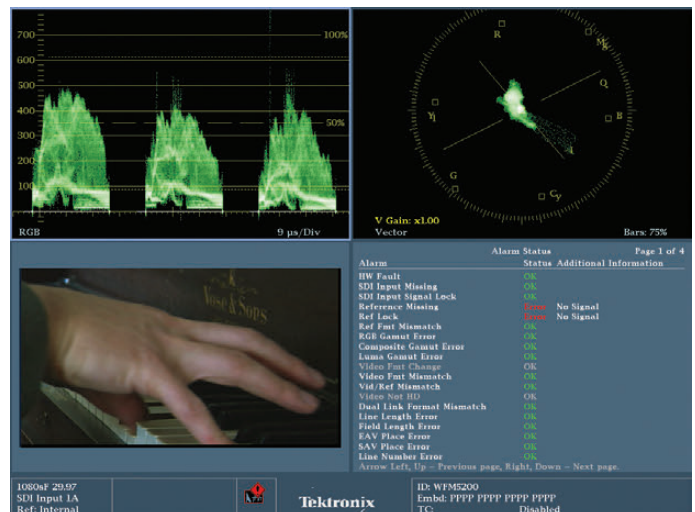 700
600
500
400
300
200
100
100%
50%
RGB
9 µs/Div
R
Q
B
G
Cy
V Gain: x1.00
Vector
Bars: 75%
Vose & Sons
Alarm Status Page 1 of 4
Alarm Status Additional Information
HW Fault OK
SDI Input Missing OK
SDI Input Signal Lock OK
Reference Missing Error No Signal
Ref Lock Error No Signal
Ref Fmt Mismatch OK
RGB Gamut Error OK
Composite Gamut Error OK
Luma Gamut Error OK
Video Fmt Change OK
Video Fmt Mismatch OK
Vid/Ref Mismatch OK
Video Not HD OK
Dual Link Format Mismatch OK
Line Length Error OK
Field Length Error OK
EAV Place Error OK
SAV Place Error OK
Line Number Error OK
Arrow Left, Up – Previous page, Right, Down – Next page.
1080sF 29.97
SDI Input 1A
Ref: Internal
Tektronix
ID: WFM5200
Embd: PPPP PPPP PPPP PPPP
TC: Disabled